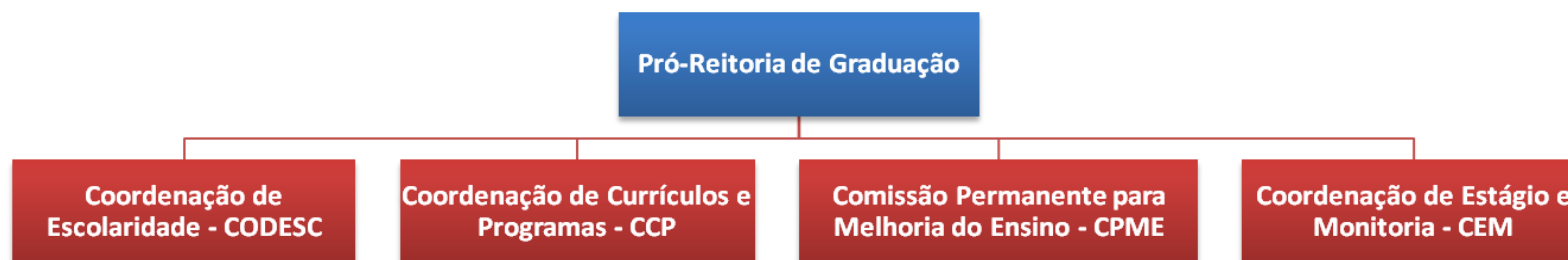 Pró-Reitoria de Graduação
Coordenação de
Escolaridade - CODESC
Coordenação de Currículos e
Programas - CCP
Comissão Permanente para
Melhoria do Ensino - CPME
Coordenação de Estágio e
Monitoria - CEM